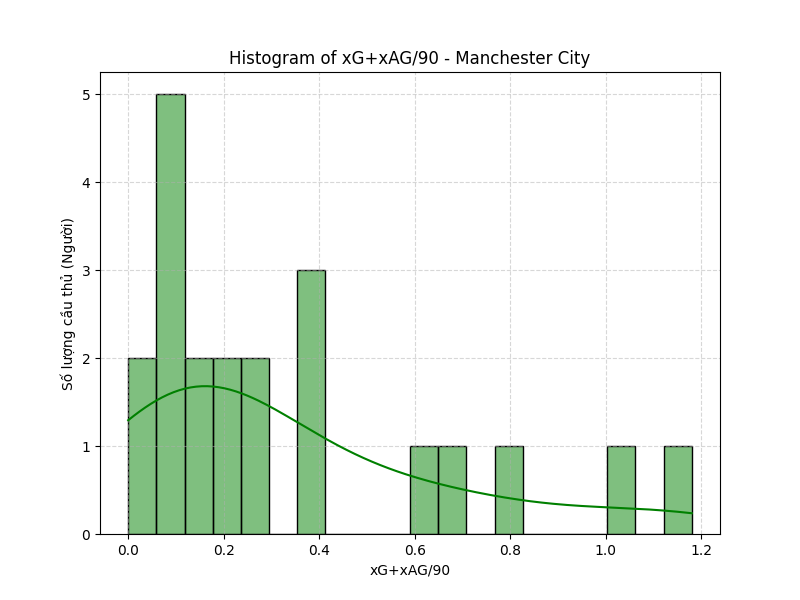 Histogram of xG+xAG/90 - Manchester City
Số lượng cầu thủ (Người)
5
4
3
2
1
0
0.0 0.2 0.4 0.6 0.8 1.0 1.2
xG+xAG/90